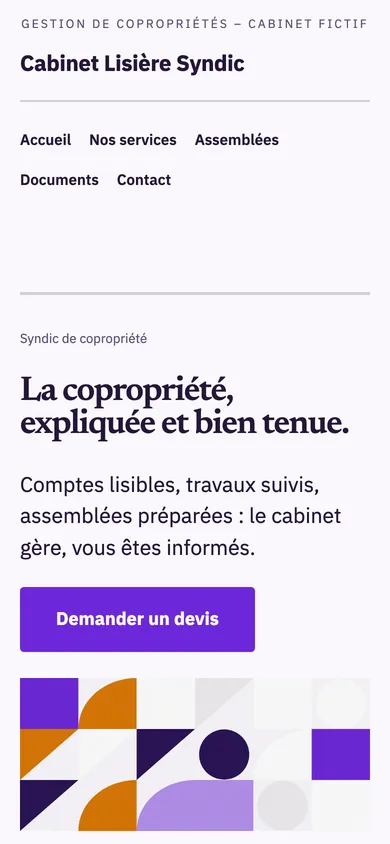 GESTION DE COPROPRIÉTÉS – CABINET FICTIF
Cabinet Lisière Syndic
Accueil Nos services Assemblées
Documents Contact
Syndic de copropriété
La copropriété,
expliquée et bien tenue.
Comptes lisibles, travaux suivis,
assemblées préparées : le cabinet
gère, vous êtes informés.
Demander un devis